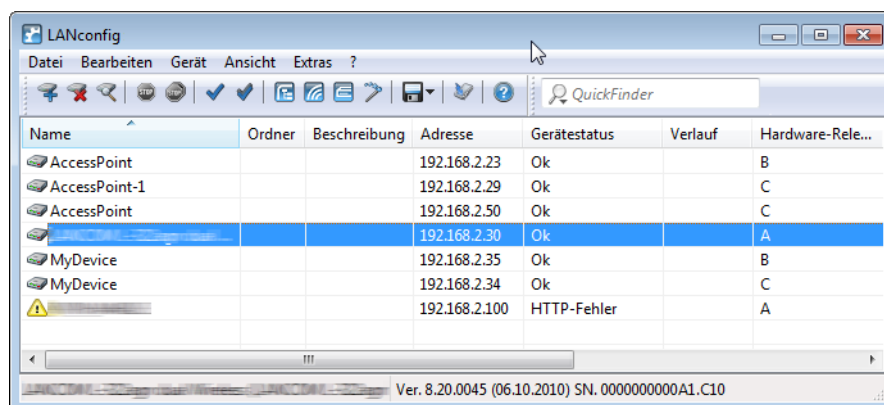 LANconfig
Datei Bearbeiten Gerät Ansicht Extras ?
QuickFinder
Name Ordner Beschreibung Adresse Gerätestatus Verlauf Hardware-Rele...
AccessPoint 192.168.2.23 Ok B
AccessPoint-1 192.168.2.29 Ok C
AccessPoint 192.168.2.50 Ok C
192.168.2.30 Ok A
MyDevice 192.168.2.35 Ok B
MyDevice 192.168.2.34 Ok C
192.168.2.100 HTTP-Fehler A
Ver. 8.20.0045 (06.10.2010) SN. 0000000000A1.C10